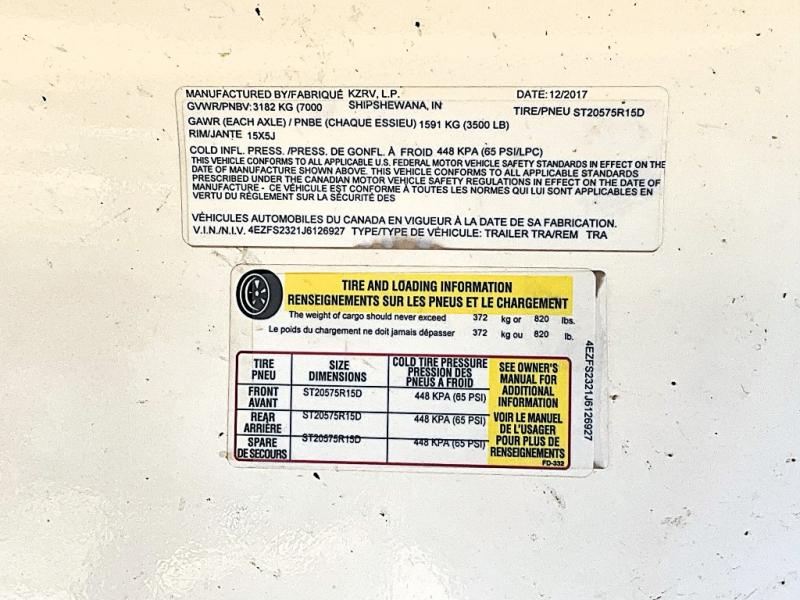 MANUFACTURED BY/FABRIQUÉ KZRV, L.P. DATE: 12/2017
GVWR/PNBV: 3182 KG (7000 SHIPSHEWANA, IN TIRE/PNEU ST20575R15D
GAWR (EACH AXLE) / PNBE (CHAQUE ESSIEU) 1591 KG (3500 LB)
RIM/JANTE 15X5J
COLD INFL. PRESS. /PRESS. DE GONFL. À FROID 448 KPA (65 PSI/LPC)
THIS VEHICLE CONFORMS TO ALL APPLICABLE U.S. FEDERAL MOTOR VEHICLE SAFETY STANDARDS IN EFFECT ON THE
DATE OF MANUFACTURE SHOWN ABOVE. THIS VEHICLE CONFORMS TO ALL APPLICABLE STANDARDS
PRESCRIBED UNDER THE CANADIAN MOTOR VEHICLE SAFETY REGULATIONS IN EFFECT ON THE DATE OF
MANUFACTURE - CE VÉHICULE EST CONFORME À TOUTES LES NORMES QUI LUI SONT APPLICABLES EN
VERTU DU RÈGLEMENT SUR LA SÉCURITÉ DES
VÉHICULES AUTOMOBILES DU CANADA EN VIGUEUR À LA DATE DE SA FABRICATION.
V.I.N./N.I.V. 4EZFS2321J6126927 TYPE/TYPE DE VÉHICULE: TRAILER TRA/REM TRA
TIRE AND LOADING INFORMATION
RENSEIGNEMENTS SUR LES PNEUS ET LE CHARGEMENT
The weight of cargo should never exceed 372 kg or 820 lbs.
Le poids du chargement ne doit jamais dépasser 372 kg ou 820 lb.
TIRE
PNEU
SIZE
DIMENSIONS
COLD TIRE PRESSURE
PRESSION DES
PNEUS A FROID
FRONT
AVANT
ST20575R15D
448 KPA (65 PSI)
REAR
ARRIÈRE
ST20575R15D
448 KPA (65 PSI)
SPARE
DE SECOURS
ST20575R15D
448 KPA (65 PSI)
SEE OWNER'S
MANUAL FOR
ADDITIONAL
INFORMATION
VOIR LE MANUEL
DE L'USAGER
POUR PLUS DE
RENSEIGNEMENTS
FD-332
4EZFS2321J6126927